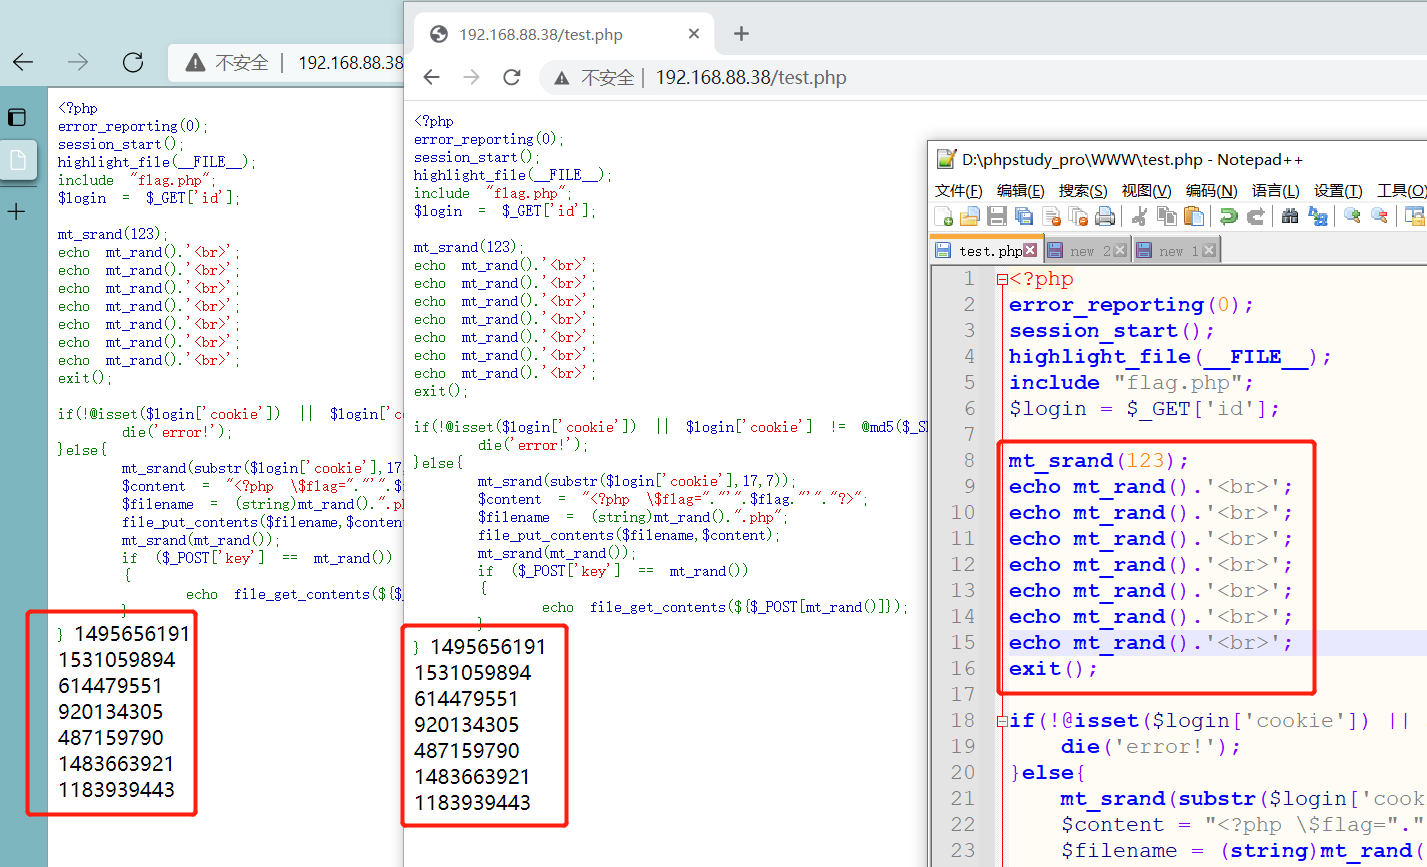 不安全 | 192.168.88.38
<?php
error_reporting(0);
session_start();
highlight_file(__FILE__);
include "flag.php";
$login = $_GET['id'];
mt_srand(123);
echo mt_rand().'<br>';
echo mt_rand().'<br>';
echo mt_rand().'<br>';
echo mt_rand().'<br>';
echo mt_rand().'<br>';
echo mt_rand().'<br>';
echo mt_rand().'<br>';
exit();
if(!@isset($login['cookie']) || $login['co
die('error!');
}else{
mt_srand(substr($login['cookie'],17,
$content = "<?php \$flag="."'".$
$filename = (string)mt_rand().".p
file_put_contents($filename,$conten
mt_srand(mt_rand());
if ($_POST['key'] == mt_rand())
{
echo file_get_contents(${$_
}
} 1495656191
1531059894
614479551
920134305
487159790
1483663921
1183939443
192.168.88.38/test.php
不安全 | 192.168.88.38/test.php
<?php
error_reporting(0);
session_start();
highlight_file(__FILE__);
include "flag.php";
$login = $_GET['id'];
mt_srand(123);
echo mt_rand().'<br>';
echo mt_rand().'<br>';
echo mt_rand().'<br>';
echo mt_rand().'<br>';
echo mt_rand().'<br>';
echo mt_rand().'<br>';
echo mt_rand().'<br>';
exit();
if(!@isset($login['cookie']) || $login['cookie'] != @md5($_S
die('error!');
}else{
mt_srand(substr($login['cookie'],17,7));
$content = "<?php \$flag="."'".$flag."'"."?>";
$filename = (string)mt_rand().".php";
file_put_contents($filename,$content);
mt_srand(mt_rand());
if ($_POST['key'] == mt_rand())
{
echo file_get_contents(${$_POST[mt_rand()]});
}
} 1495656191
1531059894
614479551
920134305
487159790
1483663921
1183939443
D:\phpstudy_pro\WWW\test.php - Notepad++
文件(F) 编辑(E) 搜索(S) 视图(V) 编码(N) 语言(L) 设置(T) 工具(O
test.php new 2 new 1
1 <?php
2 error_reporting(0);
3 session_start();
4 highlight_file(__FILE__);
5 include "flag.php";
6 $login = $_GET['id'];
7
8 mt_srand(123);
9 echo mt_rand().'<br>';
10 echo mt_rand().'<br>';
11 echo mt_rand().'<br>';
12 echo mt_rand().'<br>';
13 echo mt_rand().'<br>';
14 echo mt_rand().'<br>';
15 echo mt_rand().'<br>';
16 exit();
17
18 if(!@isset($login['cookie']) ||
19 die('error!');
20 }else{
21 mt_srand(substr($login['cook
22 $content = "<?php \$flag="."
23 $filename = (string)mt_rand(